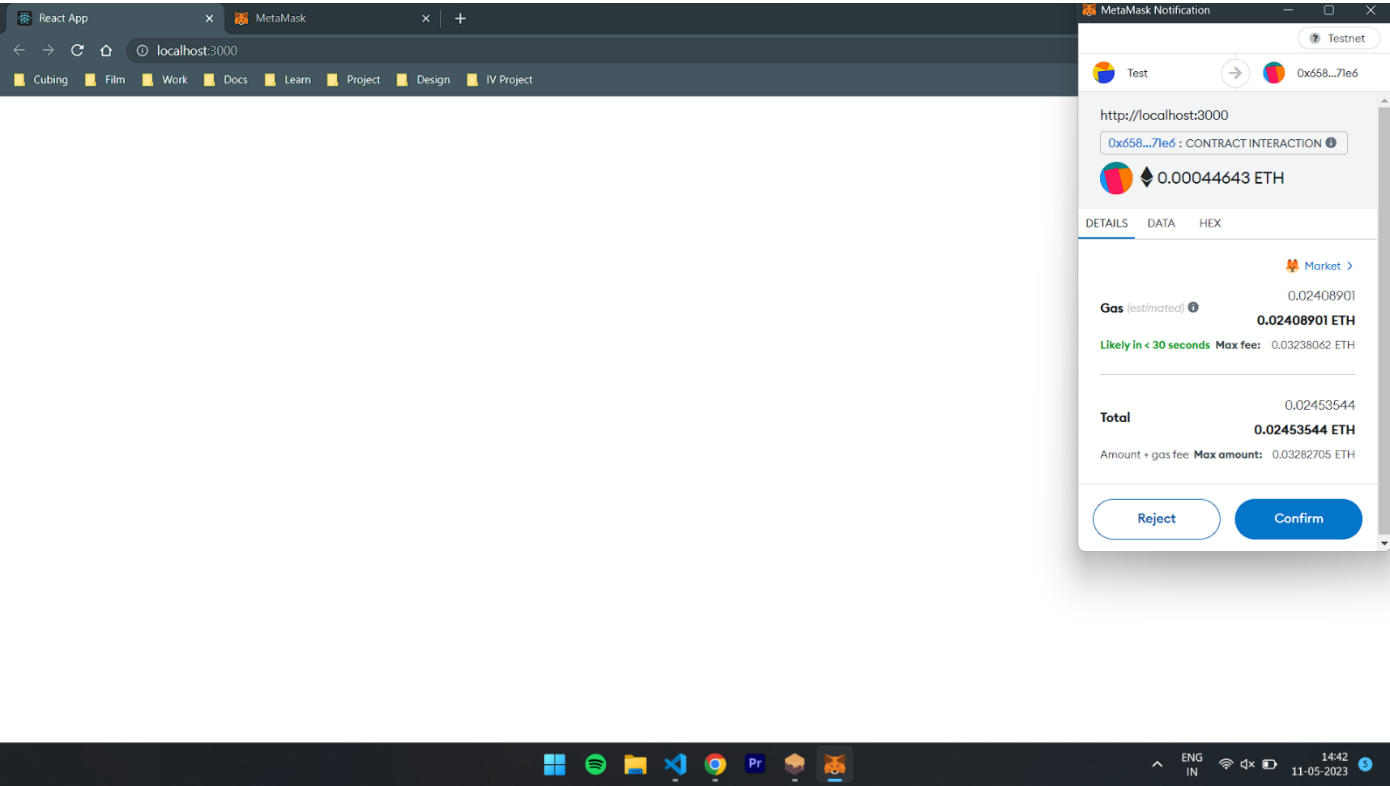 React App
MetaMask
localhost:3000
Cubing Film Work Docs Learn Project Design IV Project
MetaMask Notification
Testnet
Test 0x658...71e6
http://localhost:3000
0x658...71e6 : CONTRACT INTERACTION
0.00044643 ETH
DETAILS DATA HEX
Market >
0.02408901
Gas (estimated)
0.02408901 ETH
Likely in < 30 seconds Max fee: 0.03238062 ETH
0.02453544
Total
0.02453544 ETH
Amount + gas fee Max amount: 0.03282705 ETH
Reject Confirm
Pr
ENG
IN
14:42
11-05-2023
5